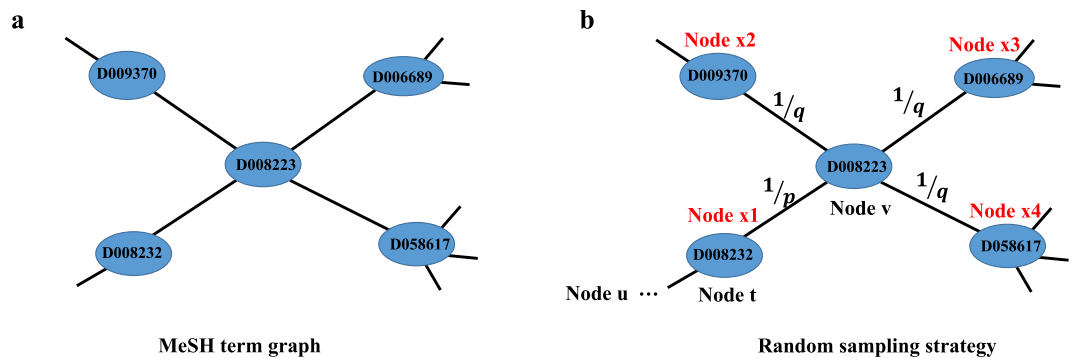 a
D009370
D006689
D008223
D008232
D058617
MeSH term graph
b
Node x2
D009370
Node x3
D006689
1/q
1/q
D008223
1/p
1/q
Node v
Node x1
Node x4
D008232
D058617
Node u ...
Node t
Random sampling strategy